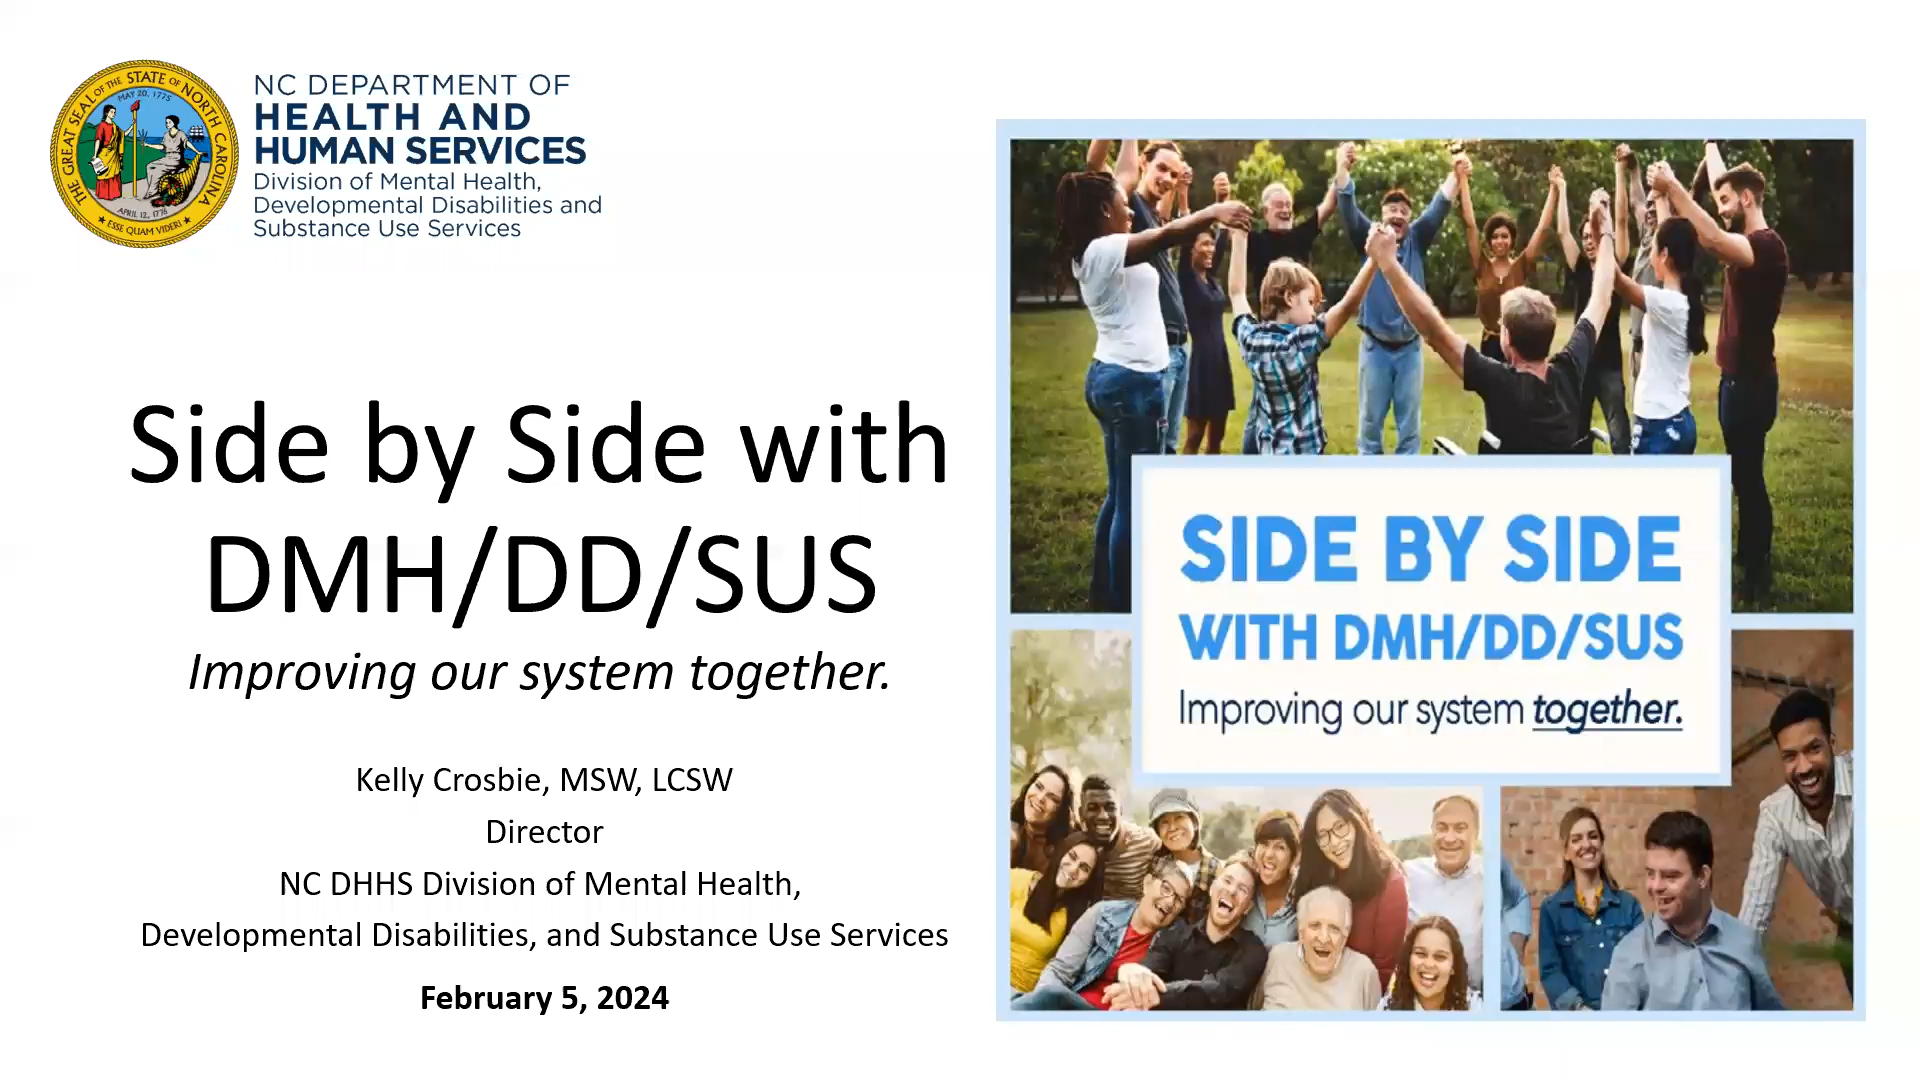 THE GREAT SEAL OF THE STATE OF NORTH CAROLINA
MAY 20, 1775
APRIL 12, 1776
★ ESSE QUAM VIDERI ★
NC DEPARTMENT OF
HEALTH AND
HUMAN SERVICES
Division of Mental Health,
Developmental Disabilities and
Substance Use Services
Side by Side with
DMH/DD/SUS
Improving our system together.
Kelly Crosbie, MSW, LCSW
Director
NC DHHS Division of Mental Health,
Developmental Disabilities, and Substance Use Services
February 5, 2024
SIDE BY SIDE
WITH DMH/DD/SUS
Improving our system together.